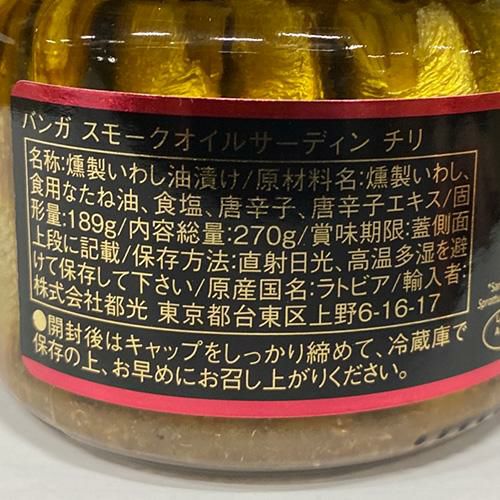 バンガ スモークオイルサーディン チリ
名称:燻製いわし油漬け/原材料名:燻製いわし、
食用なたね油、食塩、唐辛子、唐辛子エキス/固
形量:189g/内容総量:270g/賞味期限:蓋側面
上段に記載/保存方法:直射日光、高温多湿を避
けて保存して下さい/原産国名:ラトビア/輸入者:
株式会社都光 東京都台東区上野6-16-17
●開封後はキャップをしっかり締めて、冷蔵庫で
保存の上、お早めにお召し上がりください。